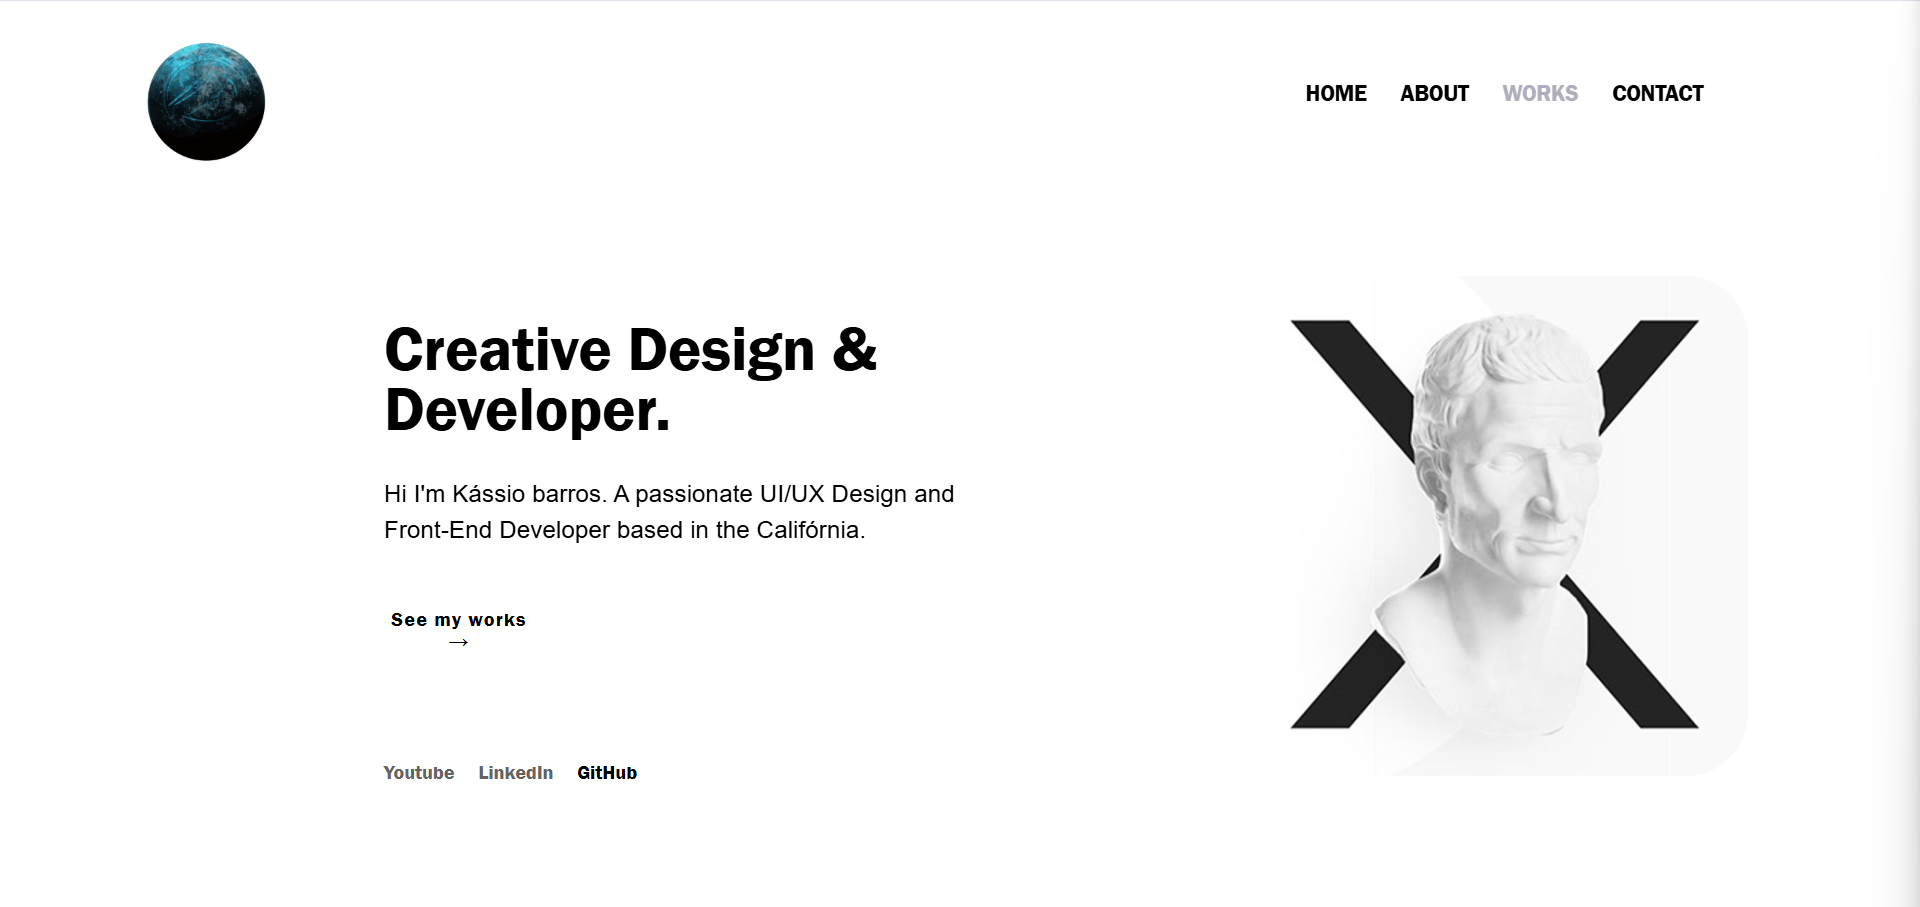 HOME ABOUT WORKS CONTACT
Creative Design &
Developer.
Hi I'm Kássio barros. A passionate UI/UX Design and
Front-End Developer based in the Califórnia.
See my works
→
Youtube LinkedIn GitHub
X